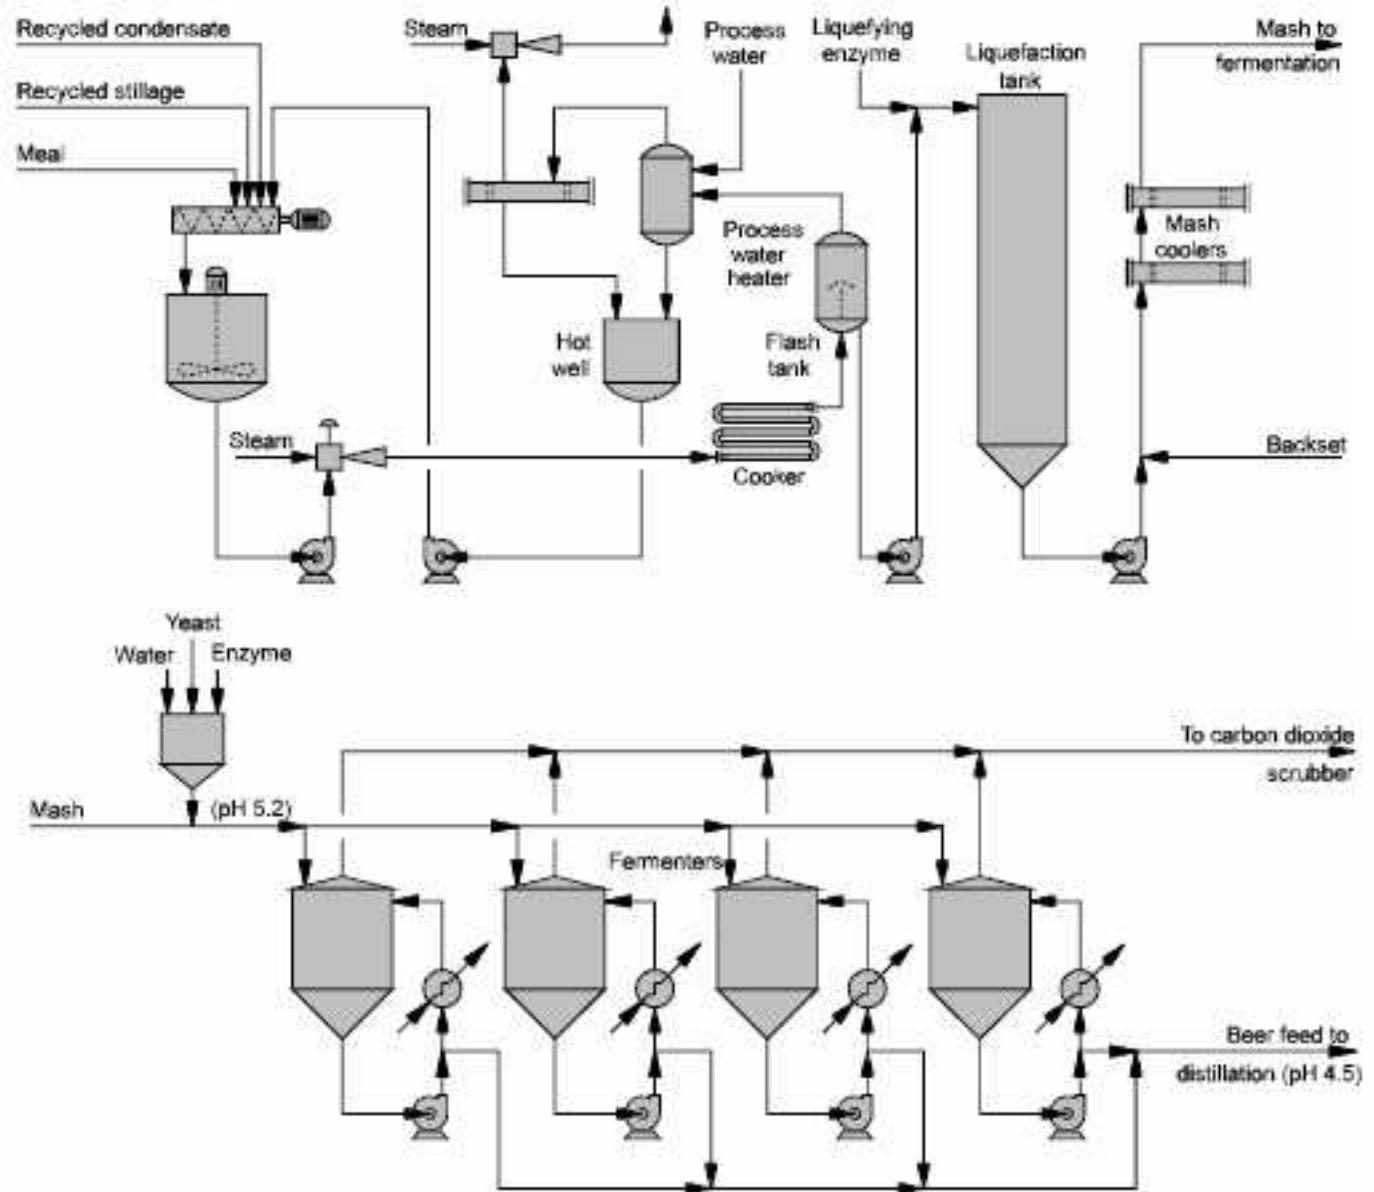 Recycled condensate
Recycled stillage
Meal
Steam
Process
water
Liquefying
enzyme
Liquefaction
tank
Mash to
fermentation
Process
water
heater
Mash
coolers
Hot
well
Flash
tank
Steam
Cooker
Backset
Yeast
Water
Enzyme
Mash
(pH 5.2)
To carbon dioxide
scrubber
Fermenters
Beer feed to
distillation (pH 4.5)